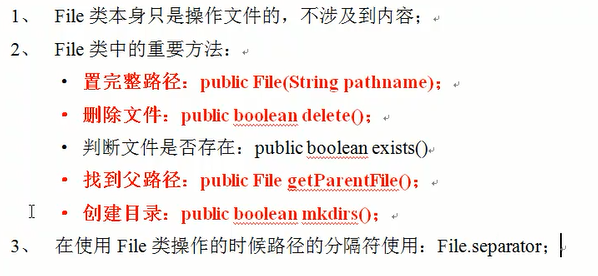 1、 File 类本身只是操作文件的，不涉及到内容；
2、 File 类中的重要方法：
• 置完整路径：public File(String pathname)；
• 删除文件：public boolean delete()；
• 判断文件是否存在：public boolean exists()
• 找到父路径：public File getParentFile()；
• 创建目录：public boolean mkdirs()；
3、 在使用 File 类操作的时候路径的分隔符使用：File.separator；